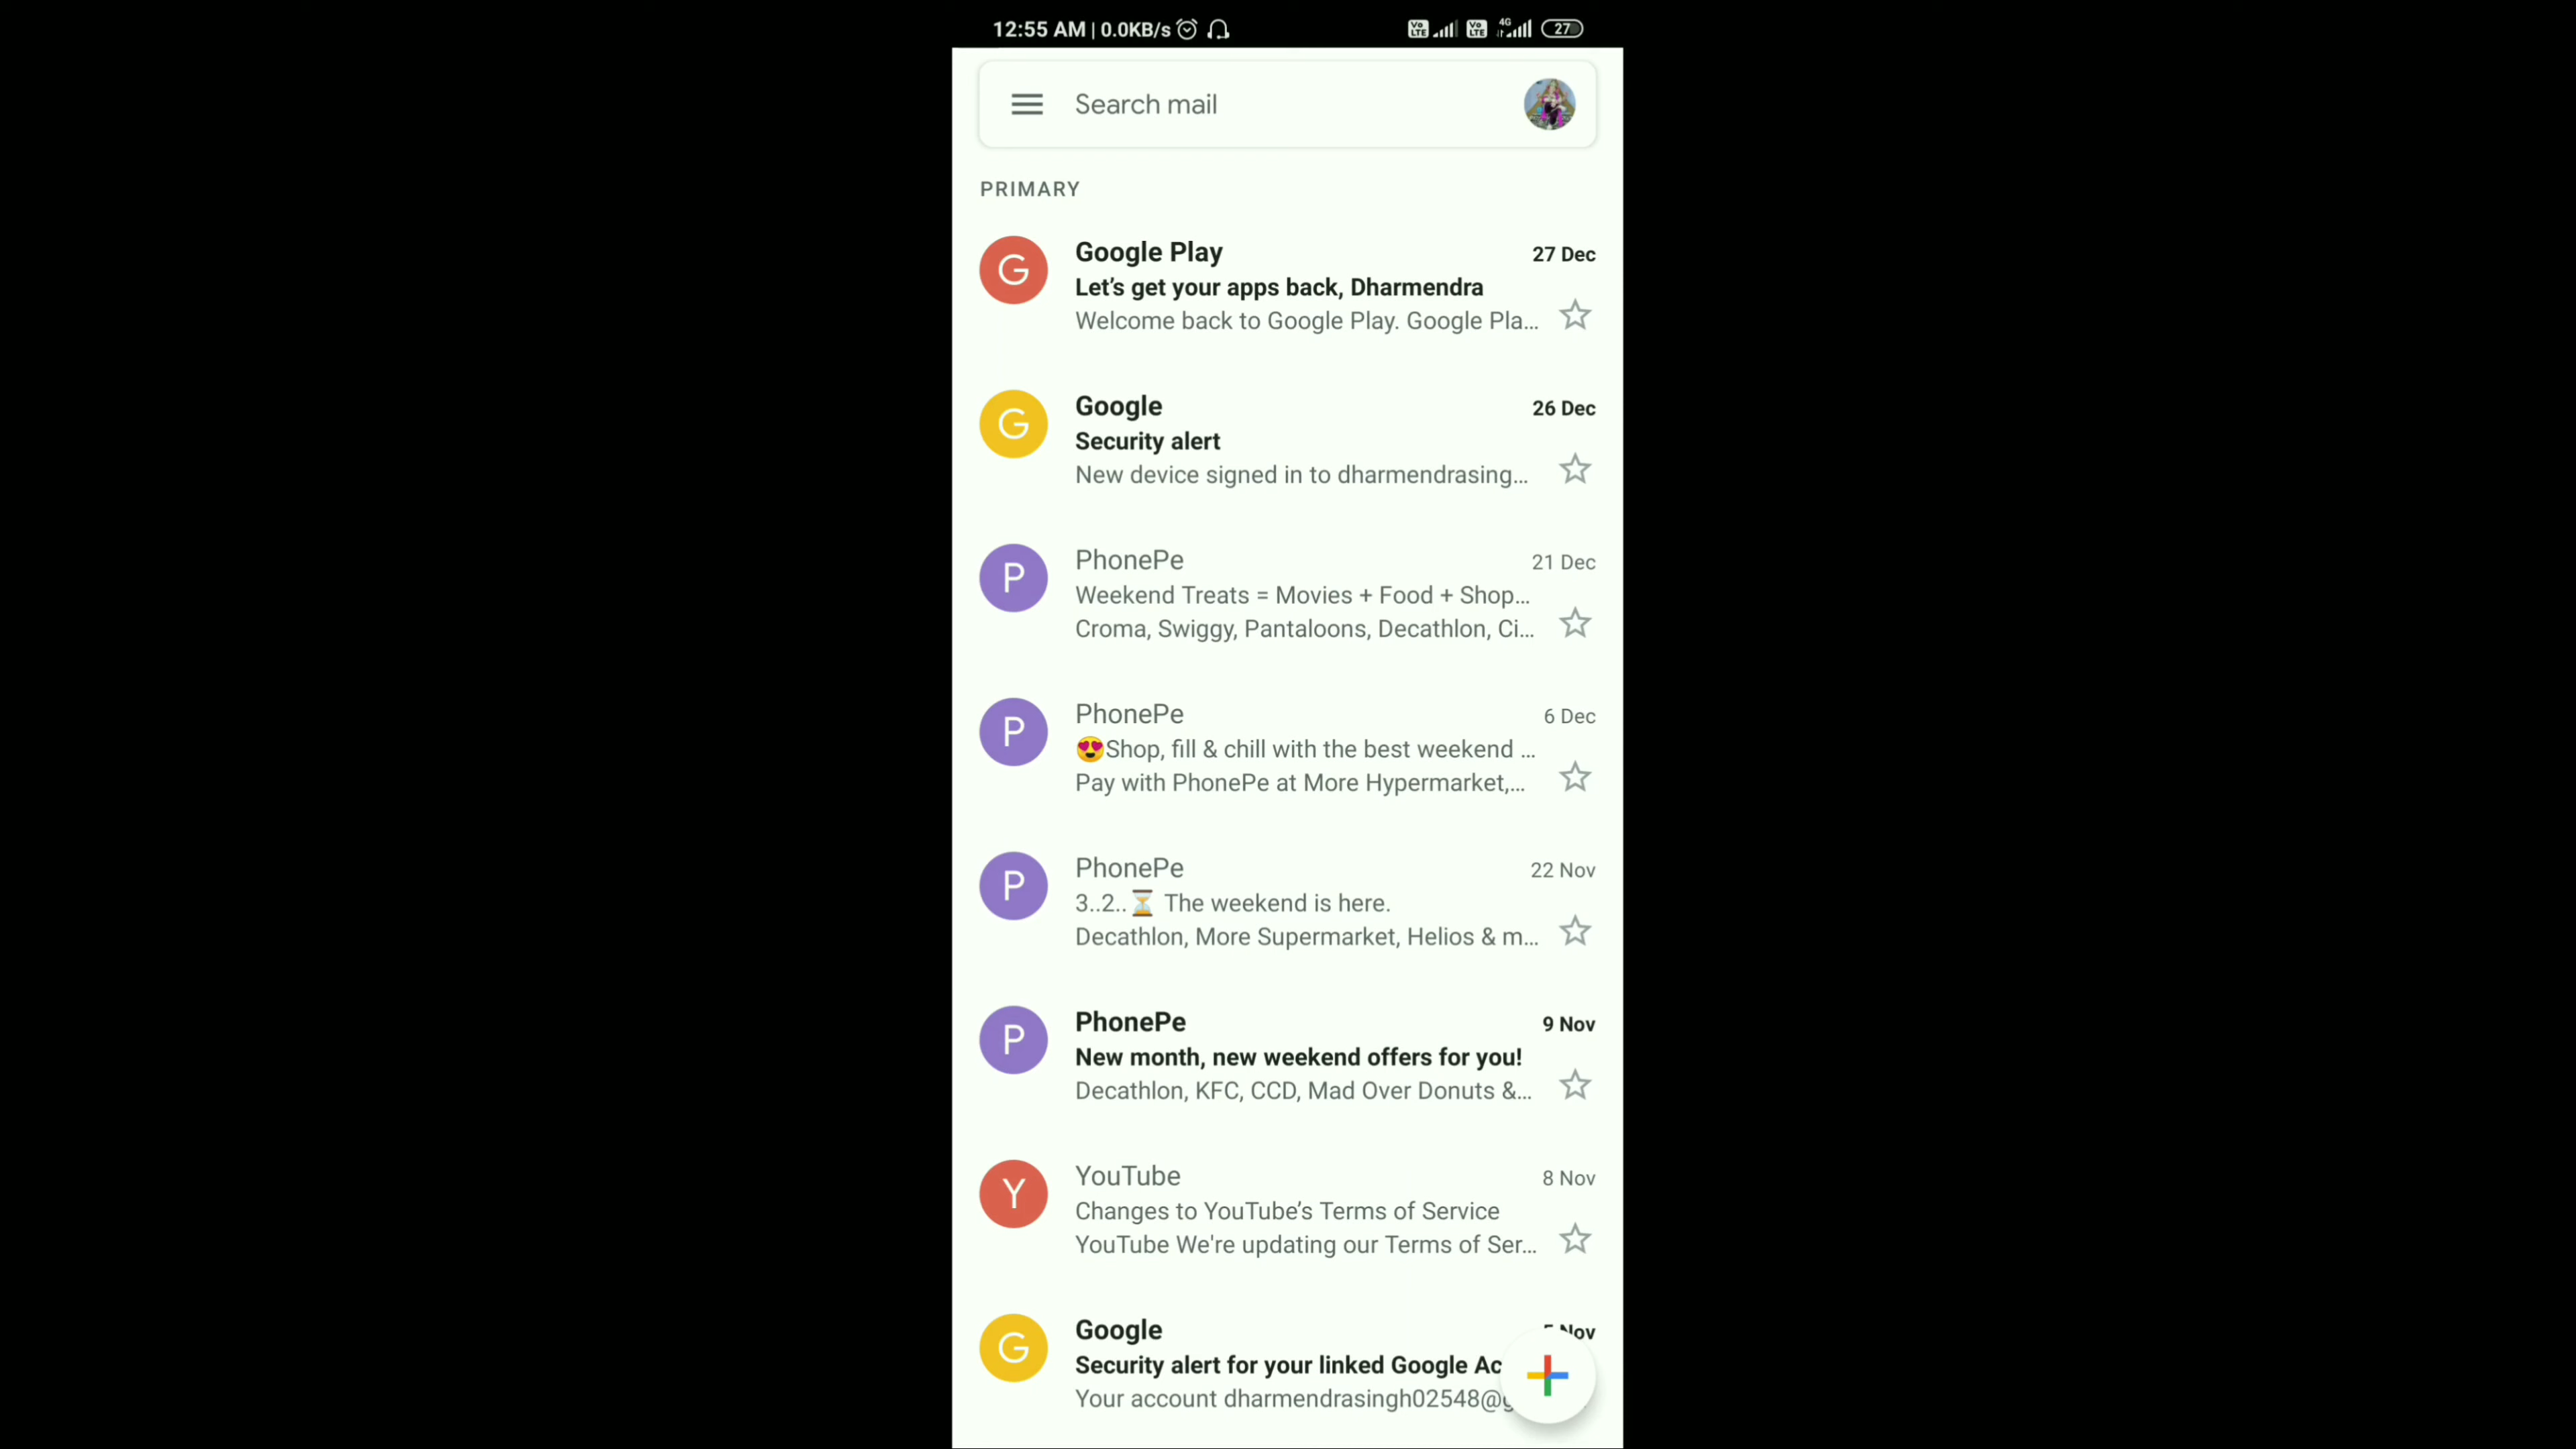 12:55 AM | 0.0KB/s Vo LTE Vo LTE 4G 27
Search mail
PRIMARY
G Google Play 27 Dec
Let’s get your apps back, Dharmendra
Welcome back to Google Play. Google Pla...
G Google 26 Dec
Security alert
New device signed in to dharmendrasing...
P PhonePe 21 Dec
Weekend Treats = Movies + Food + Shop...
Croma, Swiggy, Pantaloons, Decathlon, Ci...
P PhonePe 6 Dec
😍Shop, fill & chill with the best weekend ...
Pay with PhonePe at More Hypermarket,...
P PhonePe 22 Nov
3..2..⏳ The weekend is here.
Decathlon, More Supermarket, Helios & m...
P PhonePe 9 Nov
New month, new weekend offers for you!
Decathlon, KFC, CCD, Mad Over Donuts &...
Y YouTube 8 Nov
Changes to YouTube’s Terms of Service
YouTube We're updating our Terms of Ser...
G Google Nov
Security alert for your linked Google Ac
Your account dharmendrasingh02548@g